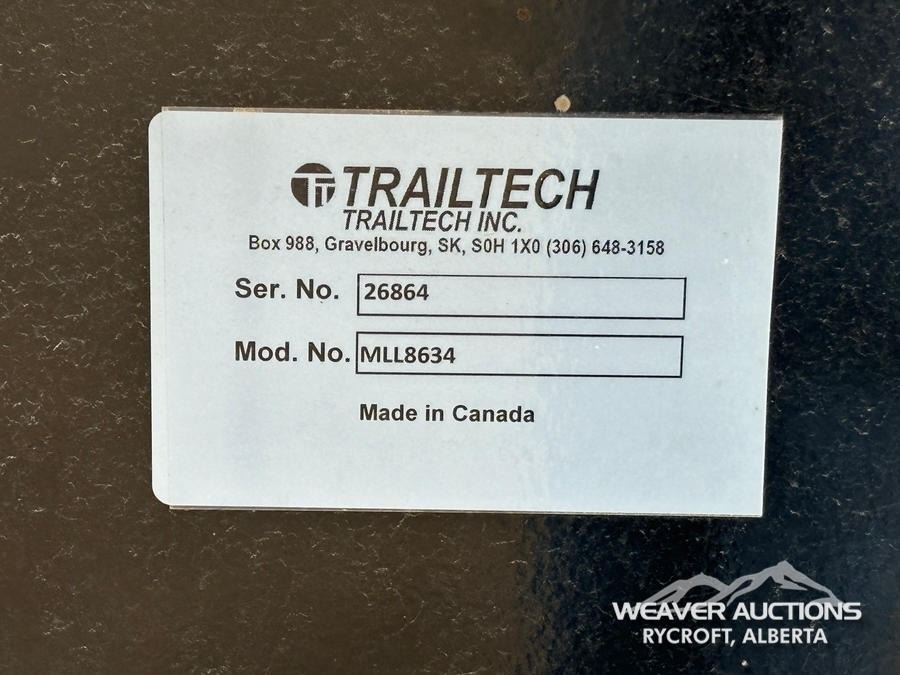 TT TRAILTECH
TRAILTECH INC.
Box 988, Gravelbourg, SK, S0H 1X0 (306) 648-3158
Ser. No. 26864
Mod. No. MLL8634
Made in Canada
WEAVER AUCTIONS
RYCROFT, ALBERTA